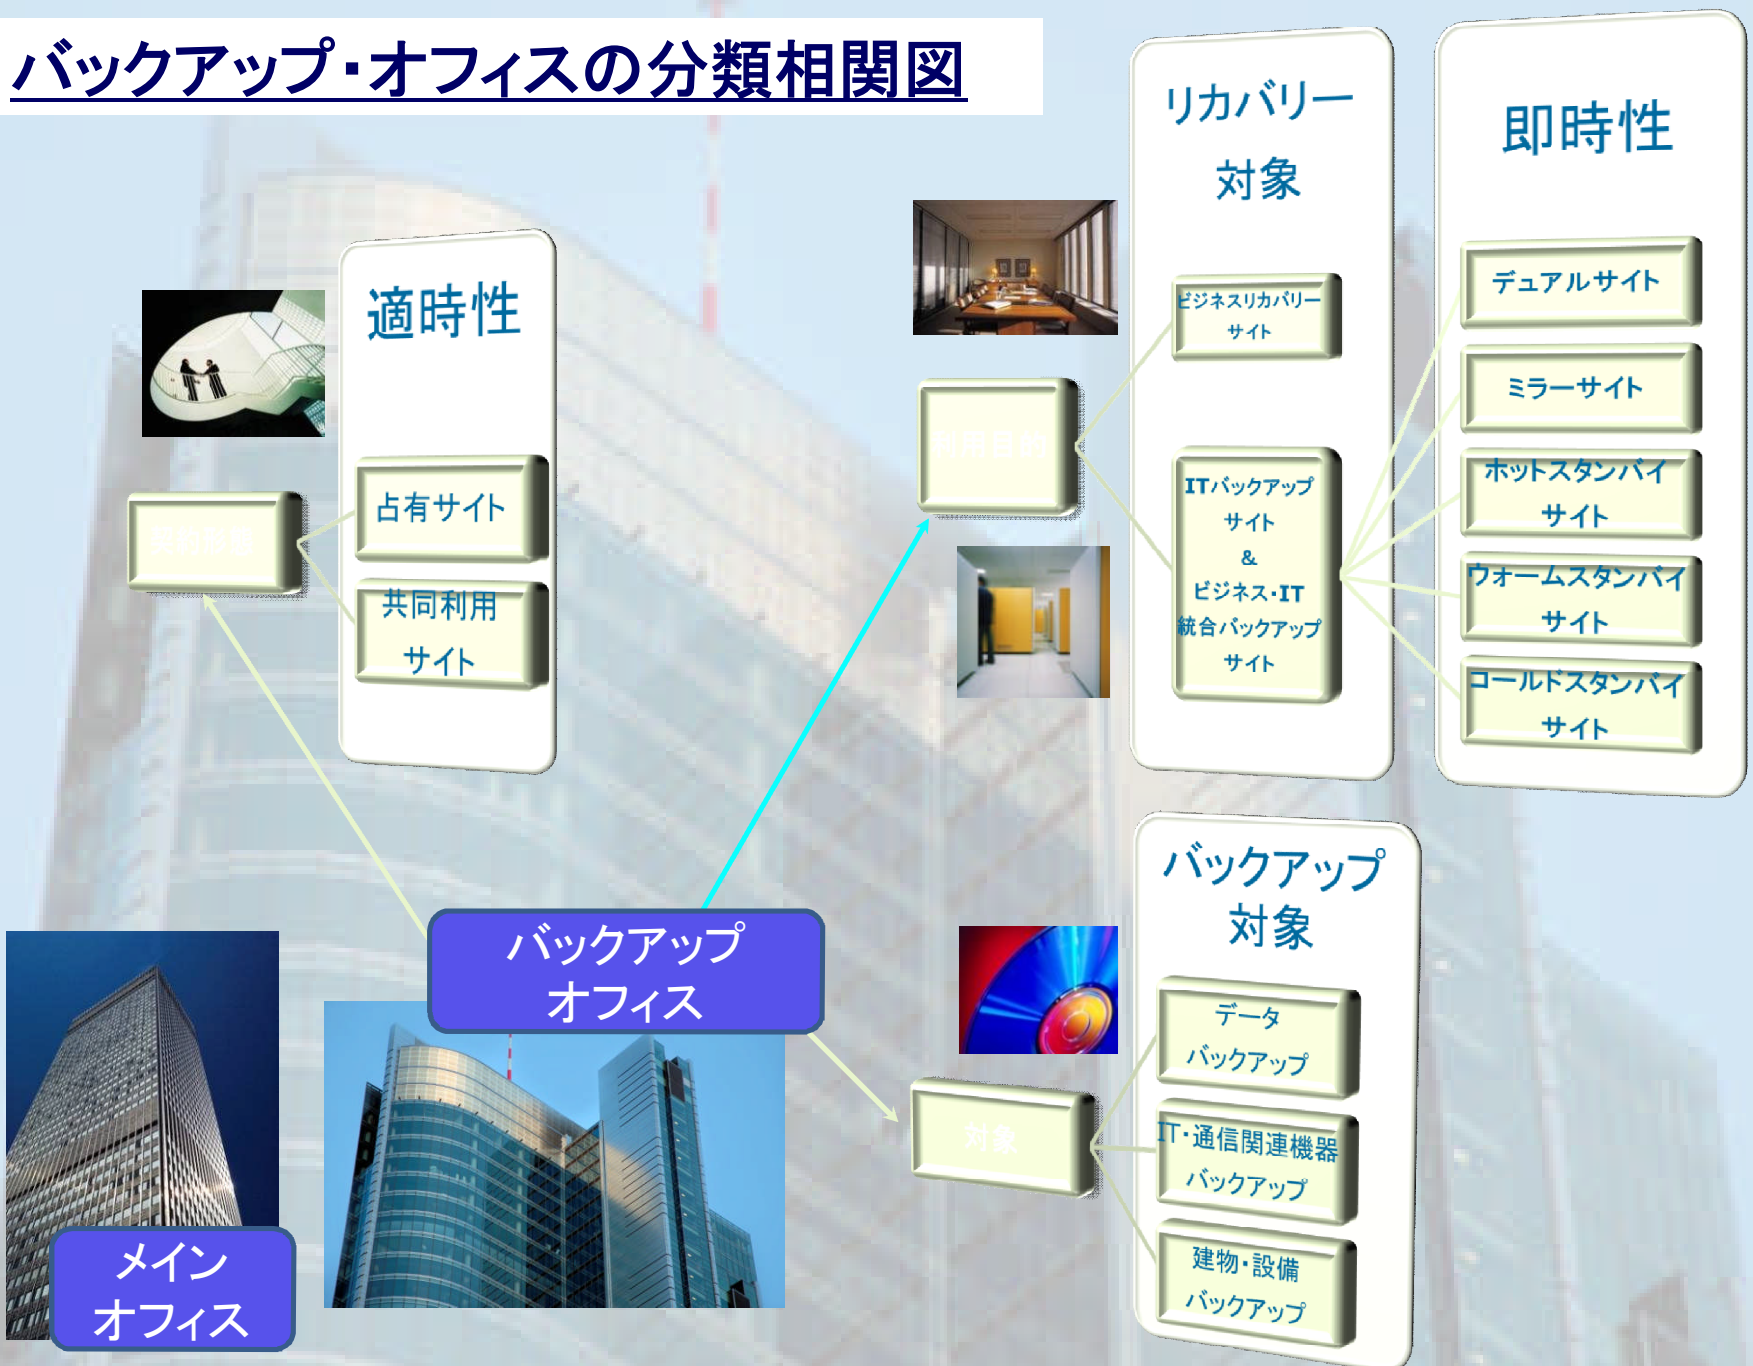 バックアップ・オフィスの分類相関図
適時性
契約形態
占有サイト
共同利用
サイト
リカバリー
対象
利用目的
ビジネスリカバリー
サイト
ITバックアップ
サイト
&
ビジネス・IT
統合バックアップ
サイト
即時性
デュアルサイト
ミラーサイト
ホットスタンバイ
サイト
ウォームスタンバイ
サイト
コールドスタンバイ
サイト
バックアップ
オフィス
メイン
オフィス
バックアップ
対象
対象
データ
バックアップ
IT・通信関連機器
バックアップ
建物・設備
バックアップ